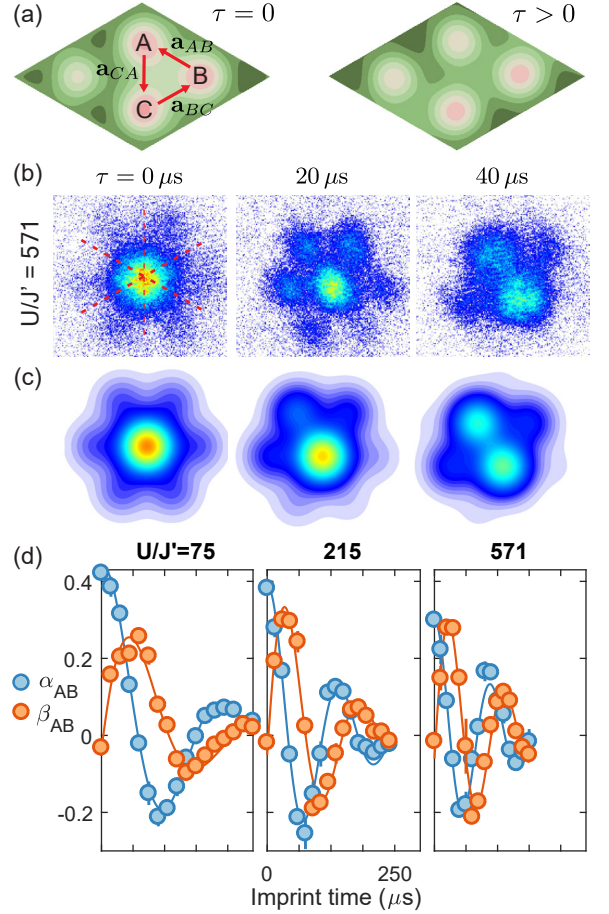 (a)
τ = 0
τ > 0
A
a_AB
a_CA
B
C
a_BC
(b)
τ = 0 μs
20 μs
40 μs
U/J' = 571
(c)
(d)
U/J'=75
215
571
0.4
0.2
0
-0.2
α_AB
β_AB
0
250
Imprint time (μs)